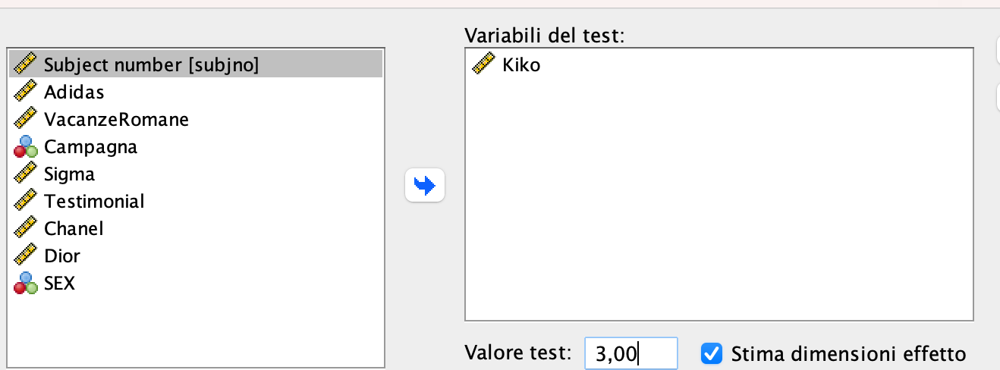 Subject number [subjno]
Adidas
VacanzeRomane
Campagna
Sigma
Testimonial
Chanel
Dior
SEX
Variabili del test:
Kiko
Valore test: 3,00
Stima dimensioni effetto